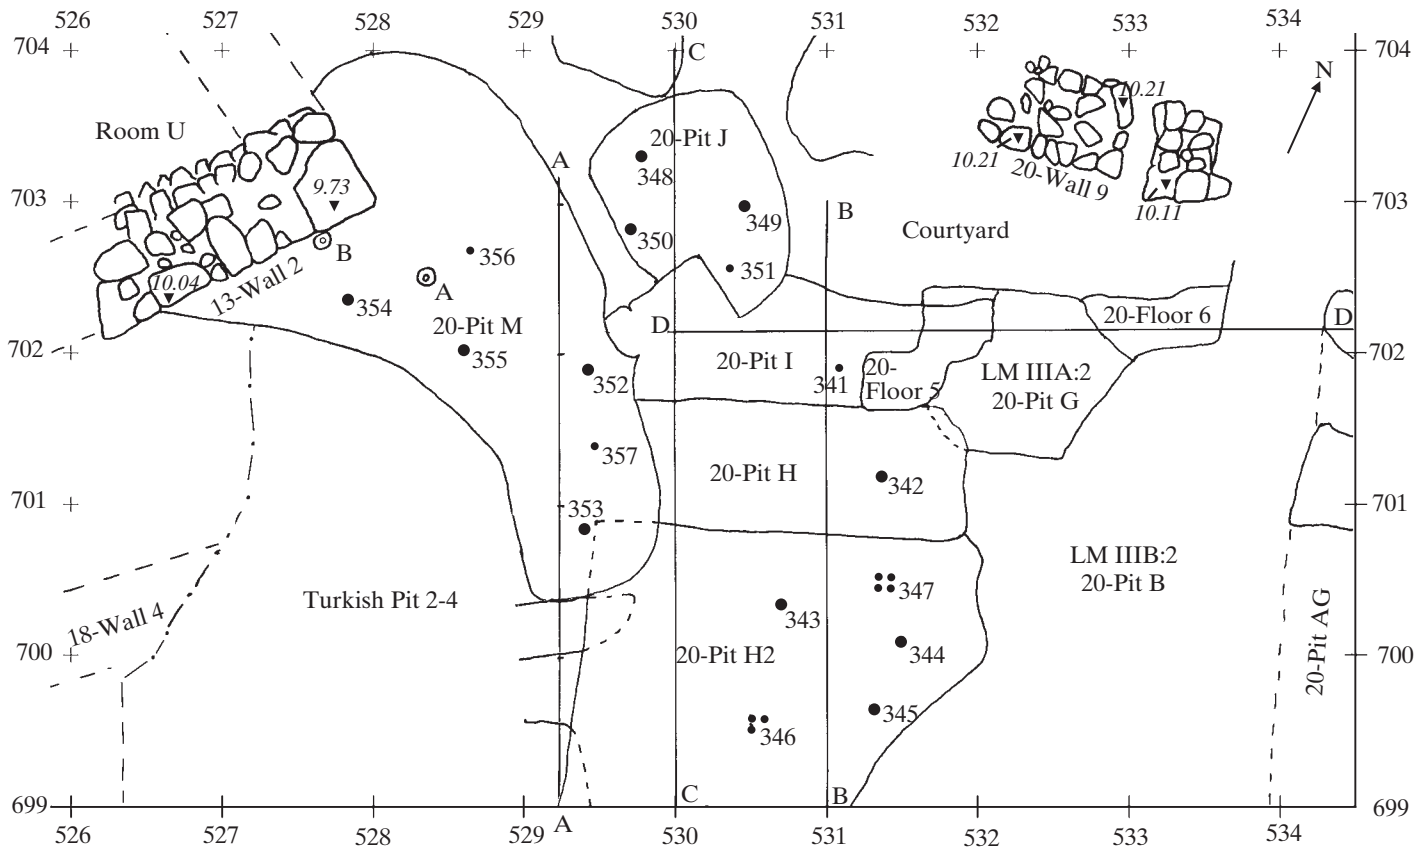 526 527 528 529 530 531 532 533 534
704 704
C
N
10.21
Room U
20-Pit J
A
10.21
348
20-Wall 9
703
9.73
703
B
10.11
349
350
Courtyard
B
356
351
10.04
A
13-Wall 2
354
20-Floor 6
D
20-Pit M
D
702
355
20-Pit I
702
352
341
20-
Floor 5
LM IIIA:2
20-Pit G
357
20-Pit H
342
701
701
353
LM IIIB:2
20-Pit B
347
Turkish Pit 2-4
343
18-Wall 4
20-Pit AG
344
700
20-Pit H2
700
345
346
C
B
699
699
A
526 527 528 529 530 531 532 533 534